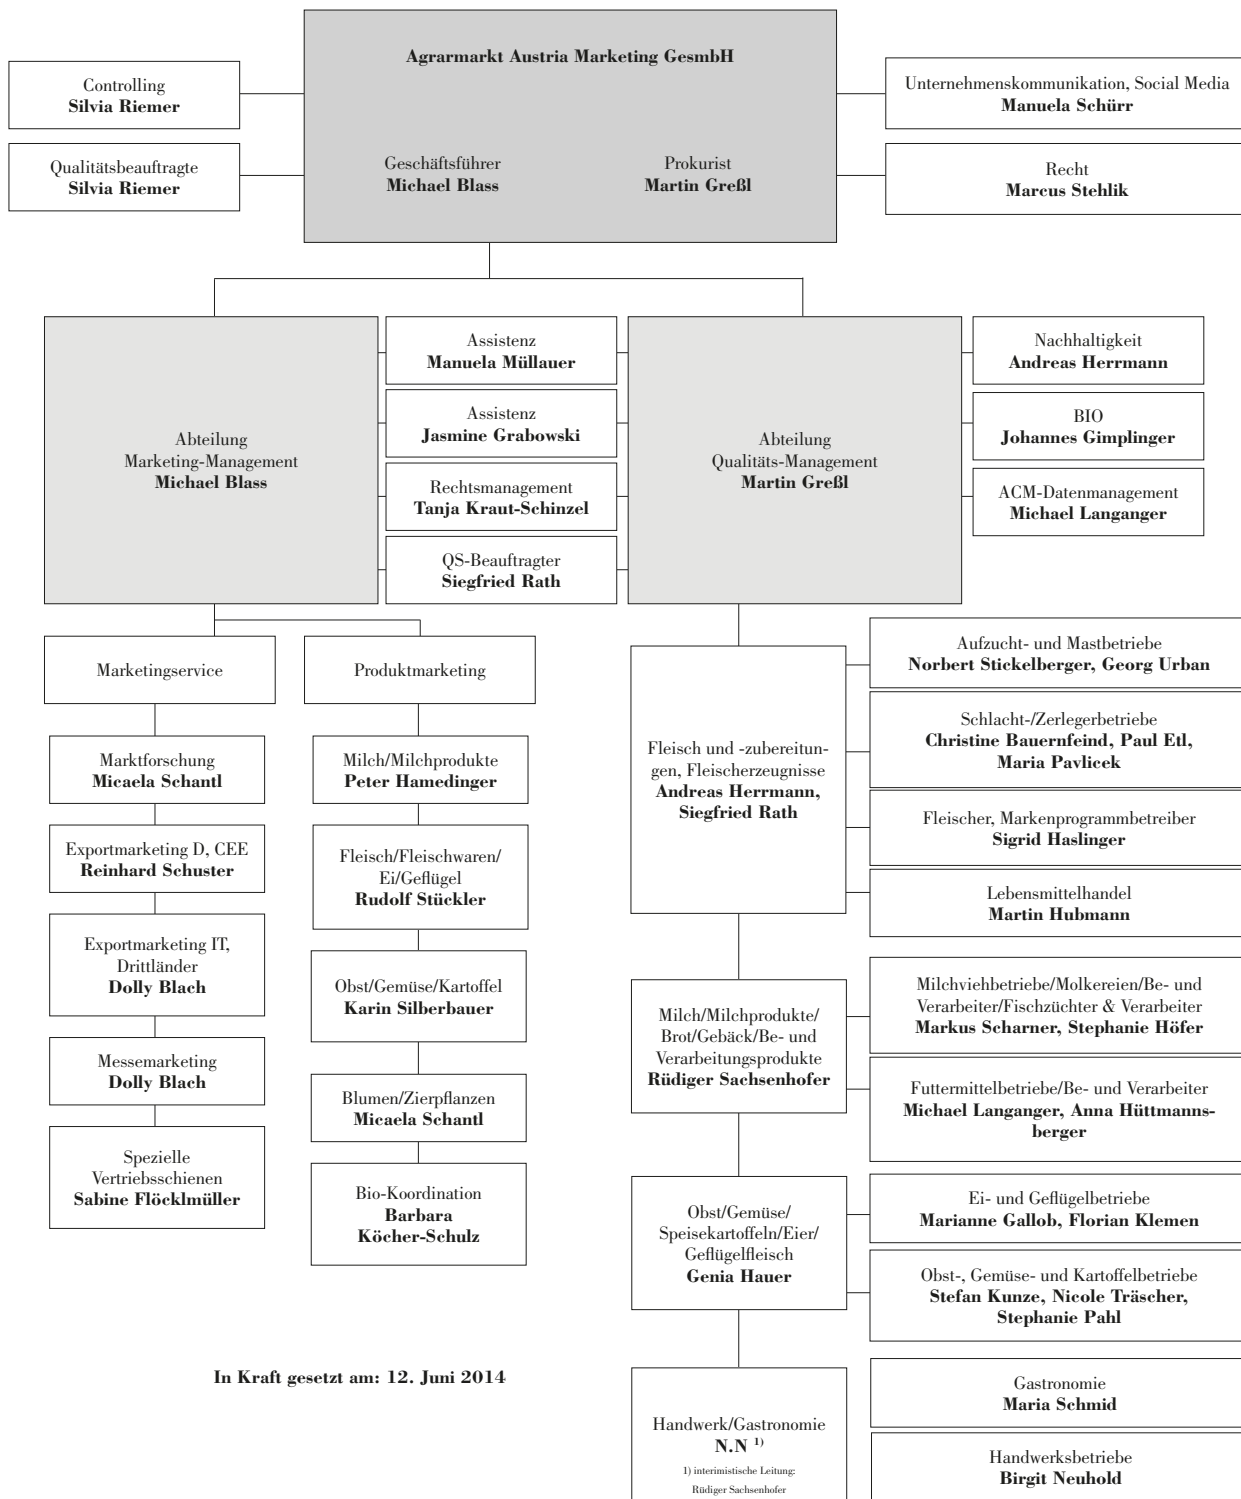 Agrarmarkt Austria Marketing GesmbH
Geschäftsführer
Michael Blass
Prokurist
Martin Greßl
Controlling
Silvia Riemer
Qualitätsbeauftragte
Silvia Riemer
Unternehmenskommunikation, Social Media
Manuela Schürr
Recht
Marcus Stehlik
Abteilung
Marketing-Management
Michael Blass
Assistenz
Manuela Müllauer
Assistenz
Jasmine Grabowski
Rechtsmanagement
Tanja Kraut-Schinzel
QS-Beauftragter
Siegfried Rath
Abteilung
Qualitäts-Management
Martin Greßl
Nachhaltigkeit
Andreas Herrmann
BIO
Johannes Gimplinger
ACM-Datenmanagement
Michael Langanger
Marketingservice
Marktforschung
Micaela Schantl
Exportmarketing D, CEE
Reinhard Schuster
Exportmarketing IT,
Drittländer
Dolly Blach
Messemarketing
Dolly Blach
Spezielle
Vertriebsschienen
Sabine Flöcklmüller
Produktmarketing
Milch/Milchprodukte
Peter Hamedinger
Fleisch/Fleischwaren/
Ei/Geflügel
Rudolf Stückler
Obst/Gemüse/Kartoffel
Karin Silberbauer
Blumen/Zierpflanzen
Micaela Schantl
Bio-Koordination
Barbara
Köcher-Schulz
Fleisch und -zubereitun-
gen, Fleischerzeugnisse
Andreas Herrmann,
Siegfried Rath
Aufzucht- und Mastbetriebe
Norbert Stickelberger, Georg Urban
Schlacht-/Zerlegerbetriebe
Christine Bauernfeind, Paul Etl,
Maria Pavlicek
Fleischer, Markenprogrammbetreiber
Sigrid Haslinger
Lebensmittelhandel
Martin Hubmann
Milch/Milchprodukte/
Brot/Gebäck/Be- und
Verarbeitungsprodukte
Rüdiger Sachsenhofer
Milchviehbetriebe/Molkereien/Be- und
Verarbeiter/Fischzüchter & Verarbeiter
Markus Scharner, Stephanie Höfer
Futtermittelbetriebe/Be- und Verarbeiter
Michael Langanger, Anna Hüttmanns-
berger
Obst/Gemüse/
Speisekartoffeln/Eier/
Geflügelfleisch
Genia Hauer
Ei- und Geflügelbetriebe
Marianne Gallob, Florian Klemen
Obst-, Gemüse- und Kartoffelbetriebe
Stefan Kunze, Nicole Träscher,
Stephanie Pahl
Handwerk/Gastronomie
N.N 1)
1) interimistische Leitung:
Rüdiger Sachsenhofer
Gastronomie
Maria Schmid
Handwerksbetriebe
Birgit Neuhold
In Kraft gesetzt am: 12. Juni 2014